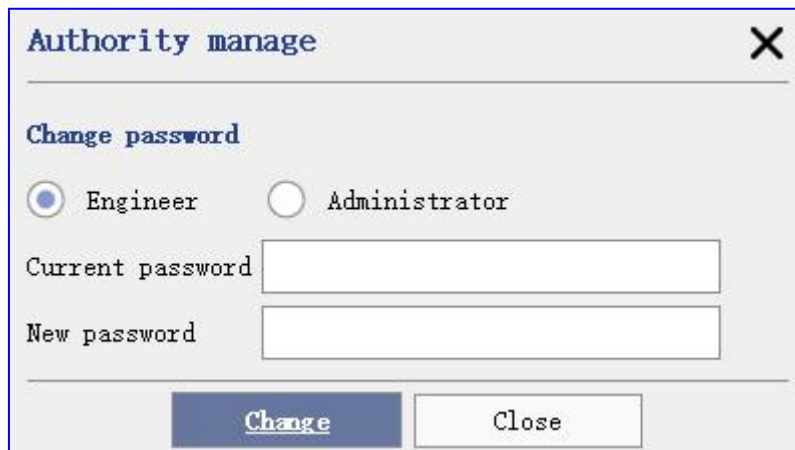 Authority manage
Change password
Engineer Administrator
Current password
New password
Change Close